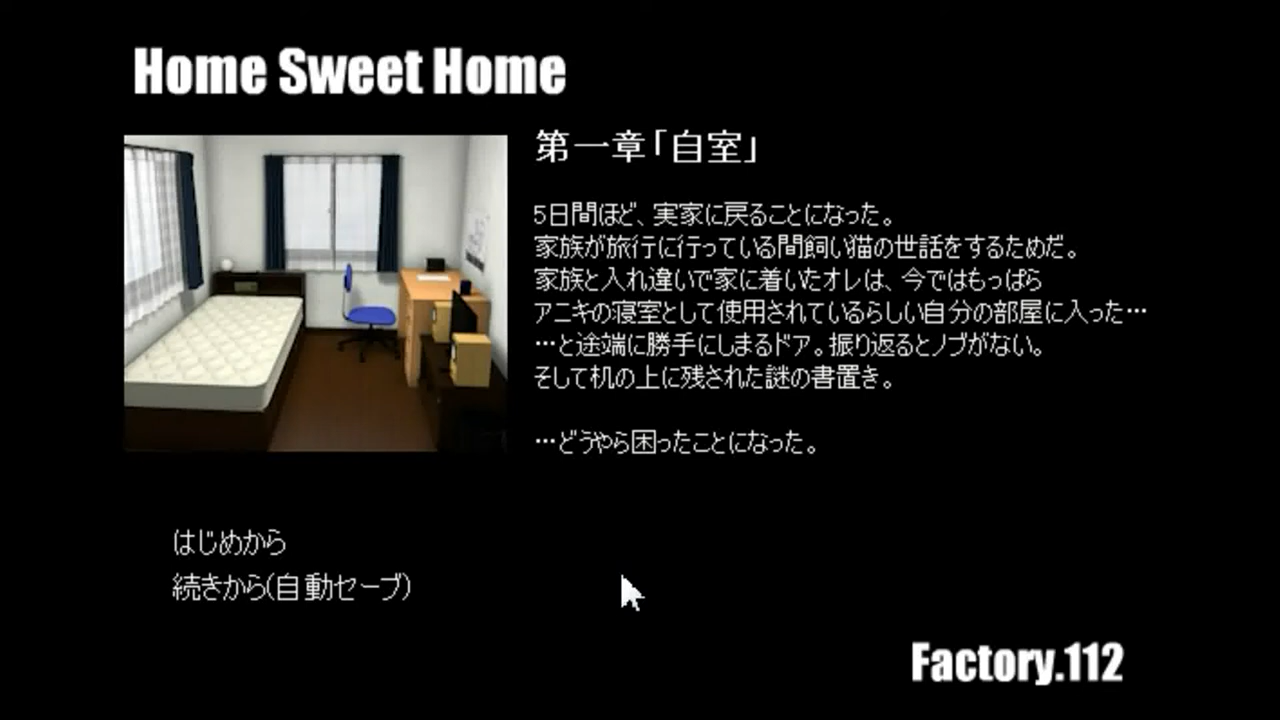 Home Sweet Home
第一章「自室」
5日間ほど、実家に戻ることになった。
家族が旅行に行っている間飼い猫の世話をするためだ。
家族と入れ違いで家に着いたオレは、今ではもっぱら
アニキの寝室として使用されているらしい自分の部屋に入った…
…と途端に勝手にしまるドア。振り返るとノブがない。
そして机の上に残された謎の書置き。
…どうやら困ったことになった。
はじめから
続きから(自動セーブ)
Factory.112